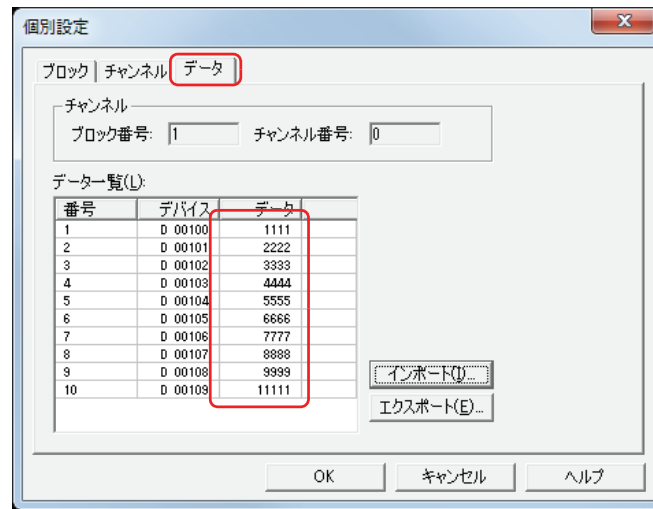 個別設定
ブロック チャンネル データ
チャンネル
ブロック番号: 1 チャンネル番号: 0
データ一覧(L):
番号 デバイス データ
1 D 00100 1111
2 D 00101 2222
3 D 00102 3333
4 D 00103 4444
5 D 00104 5555
6 D 00105 6666
7 D 00106 7777
8 D 00107 8888
9 D 00108 9999
10 D 00109 11111
インポート(I)...
エクスポート(E)...
OK キャンセル ヘルプ